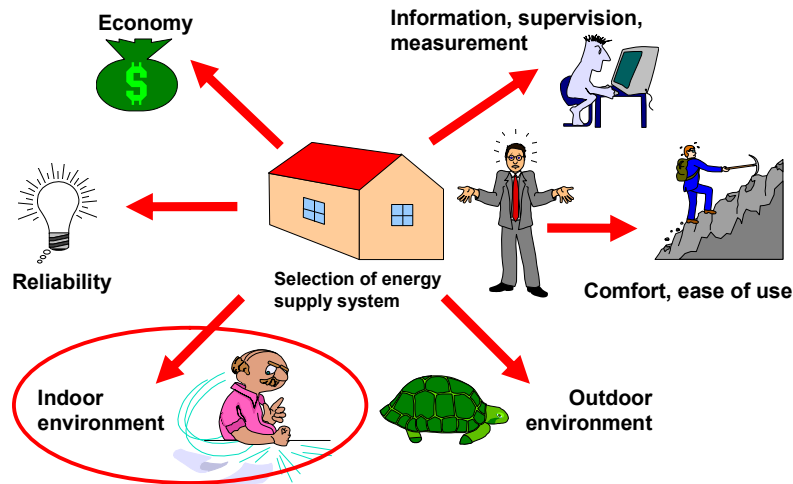 Economy
Information, supervision,
measurement
$
Reliability
Selection of energy
supply system
Comfort, ease of use
Indoor
environment
Outdoor
environment